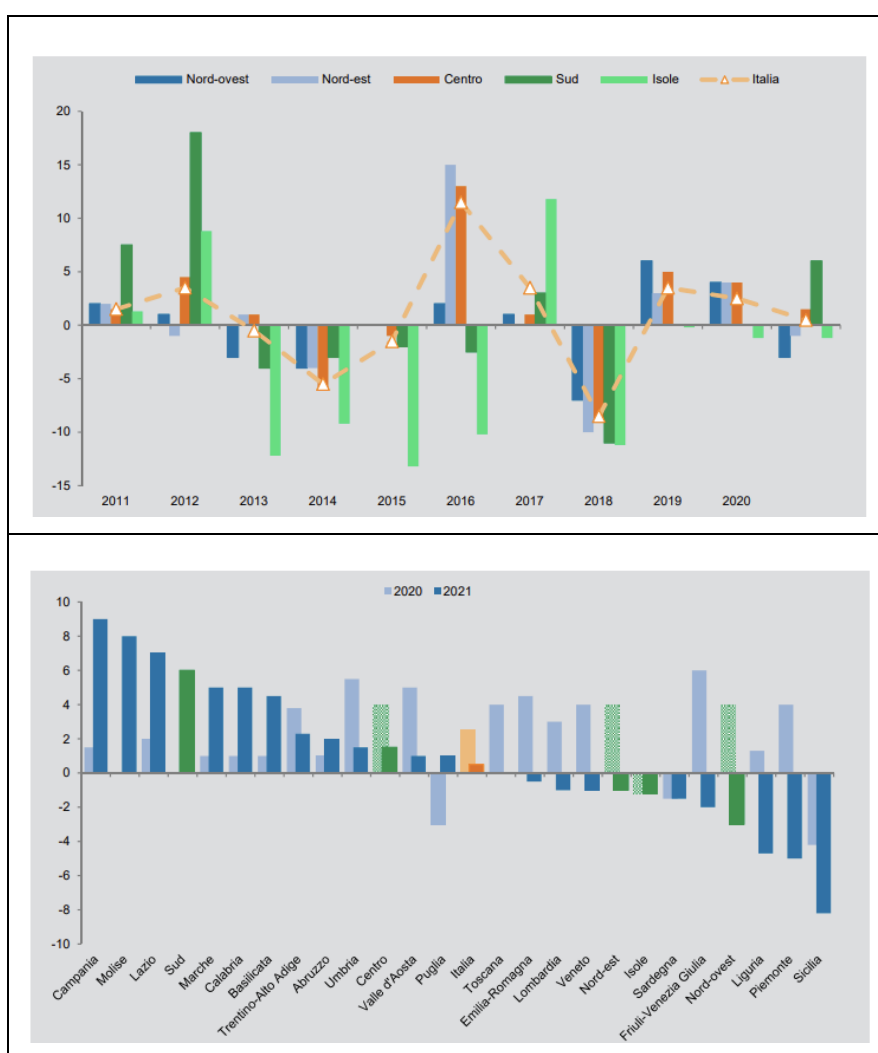 Nord-ovest Nord-est Centro Sud Isole Italia
20
15
10
5
0
-5
-10
-15
2011 2012 2013 2014 2015 2016 2017 2018 2019 2020
2020 2021
10
8
6
4
2
0
-2
-4
-6
-8
-10
Campania
Molise
Lazio
Sud
Marche
Calabria
Basilicata
Trentino-Alto Adige
Abruzzo
Umbria
Centro
Valle d'Aosta
Puglia
Italia
Toscana
Emilia-Romagna
Lombardia
Veneto
Nord-est
Isole
Sardegna
Friuli-Venezia Giulia
Nord-ovest
Liguria
Piemonte
Sicilia